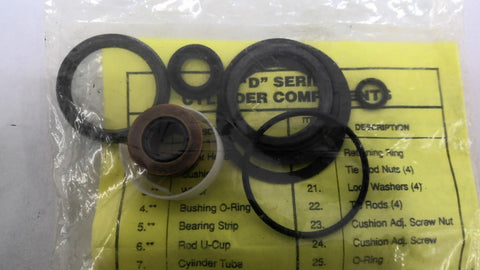 "D" SERI
CYLINDER COMPONENTS
DESCRIPTION
Retaining Ring
Tie Rod Nuts (4)
21. Lock Washers (4)
4.** Bushing O-Ring 22. Tie Rods (4)
5.** Bearing Strip 23. Cushion Adj. Screw Nut
6.** Rod U-Cup 24. Cushion Adj. Screw
7. Cylinder Tube 25. O-Ring